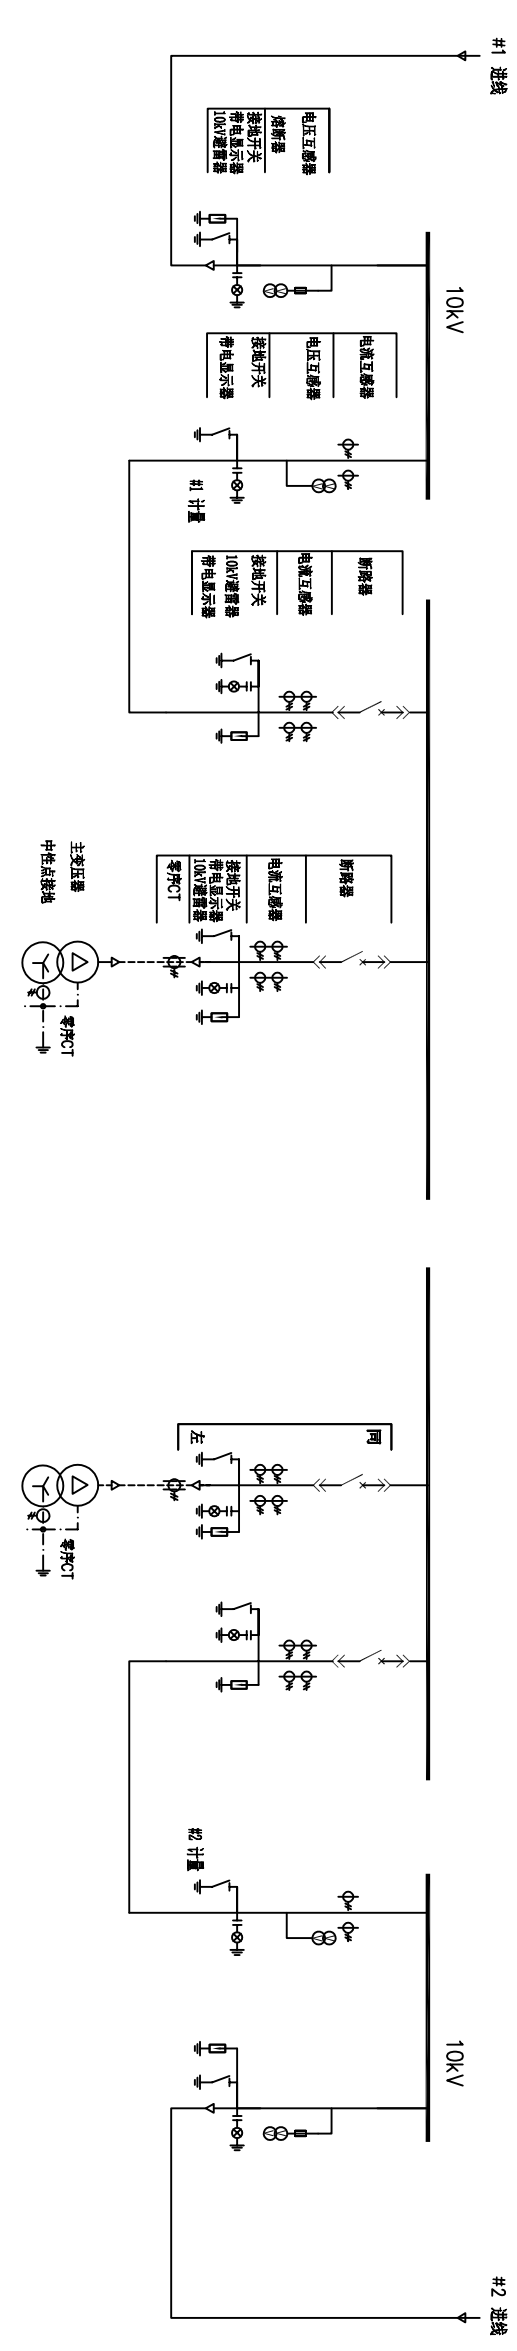 #1 进线
电压互感器
熔断器
接地开关
带电显示器
10kV避雷器
10kV
电流互感器
电压互感器
接地开关
带电显示器
#1 计量
断路器
电流互感器
接地开关
10kV避雷器
带电显示器
断路器
电流互感器
接地开关
带电显示器
10kV避雷器
零序CT
主变压器
中性点接地
零序CT
同
左
零序CT
#2 计量
10kV
#2 进线